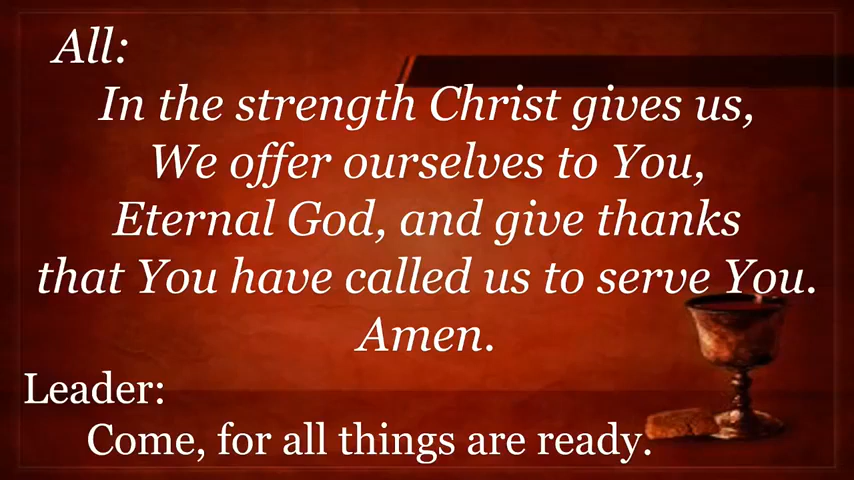 All:
In the strength Christ gives us,
We offer ourselves to You,
Eternal God, and give thanks
that You have called us to serve You.
Amen.
Leader:
Come, for all things are ready.